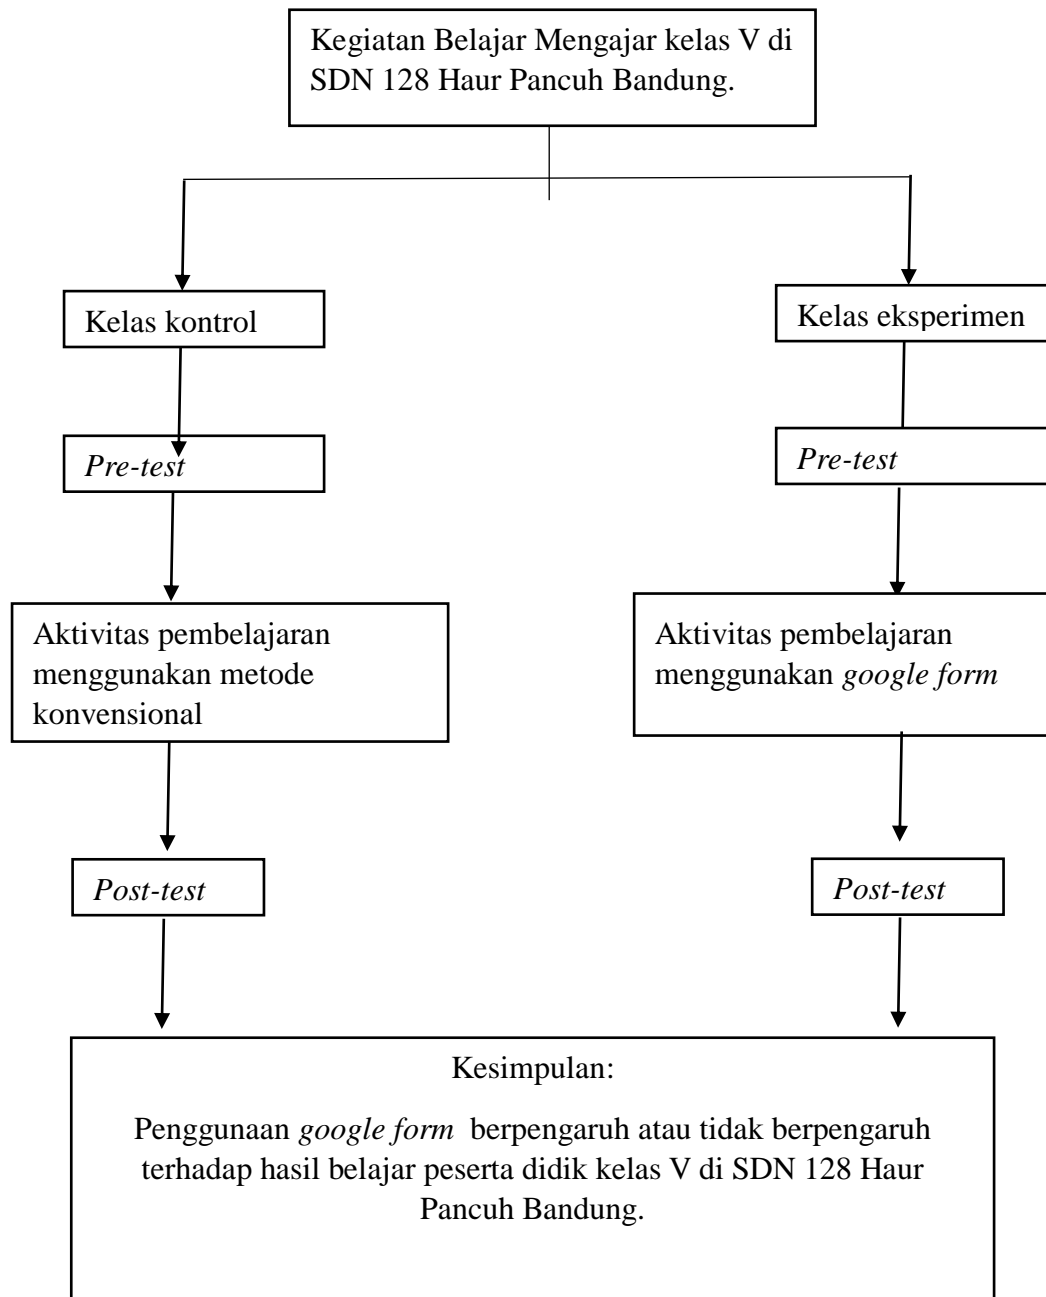 Kegiatan Belajar Mengajar kelas V di
SDN 128 Haur Pancuh Bandung.
Kelas kontrol
Kelas eksperimen
Pre-test
Pre-test
Aktivitas pembelajaran
menggunakan metode
konvensional
Aktivitas pembelajaran
menggunakan google form
Post-test
Post-test
Kesimpulan:
Penggunaan google form berpengaruh atau tidak berpengaruh
terhadap hasil belajar peserta didik kelas V di SDN 128 Haur
Pancuh Bandung.